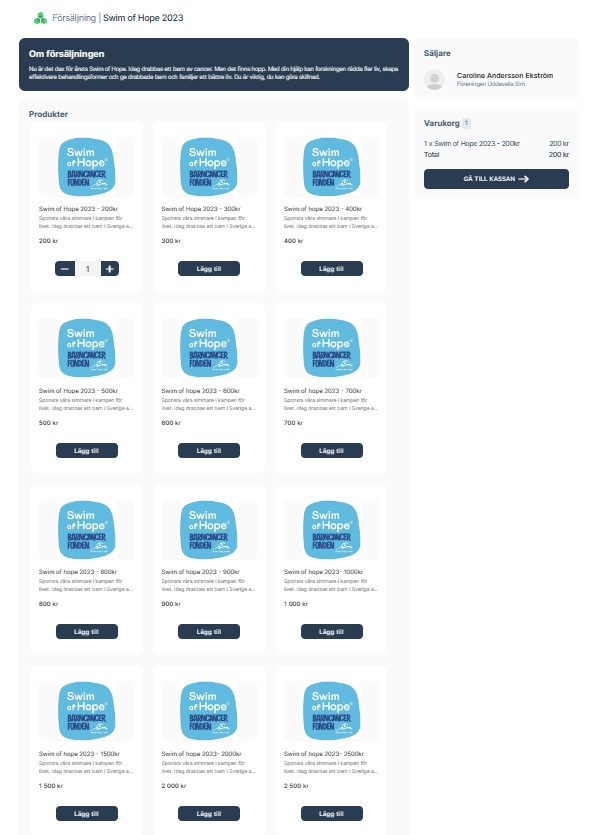 Försäljning | Swim of Hope 2023
Om försäljningen
Nu är det dax för årets Swim of Hope. Idag drabbas ett barn av cancer. Men det finns hopp. Med din hjälp kan forskningen rädda fler liv, skapa
effektivare behandlingsformer och ge drabbade barn och familjer ett bättre liv. Du är viktig, du kan göra skillnad.
Säljare
Caroline Andersson Ekström
Föreningen Uddevalla Sim
Varukorg 1
1 x Swim of Hope 2023 - 200kr 200 kr
Total 200 kr
GÅ TILL KASSAN
Produkter
Swim
of Hope
BARNCANCER
FONDEN
Swim of Hope 2023 - 200kr
Sponsra våra simmare i kampen för
livet. Idag drabbas ett barn i Sverige a...
200 kr
1
Swim
of Hope
BARNCANCER
FONDEN
Swim of Hope 2023 - 300kr
Sponsra våra simmare i kampen för
livet. Idag drabbas ett barn i Sverige a...
300 kr
Lägg till
Swim
of Hope
BARNCANCER
FONDEN
Swim of hope 2023 - 400kr
Sponsra våra simmare i kampen för
livet. Idag drabbas ett barn i Sverige a...
400 kr
Lägg till
Swim
of Hope
BARNCANCER
FONDEN
Swim of Hope 2023 - 500kr
Sponsra våra simmare i kampen för
livet. Idag drabbas ett barn i Sverige a...
500 kr
Lägg till
Swim
of Hope
BARNCANCER
FONDEN
Swim of hope 2023 - 600kr
Sponsra våra simmare i kampen för
livet. Idag drabbas ett barn i Sverige a...
600 kr
Lägg till
Swim
of Hope
BARNCANCER
FONDEN
Swim of hope 2023 - 700kr
Sponsra våra simmare i kampen för
livet. Idag drabbas ett barn i Sverige a...
700 kr
Lägg till
Swim
of Hope
BARNCANCER
FONDEN
Swim of hope 2023 - 800kr
Sponsra våra simmare i kampen för
livet. Idag drabbas ett barn i Sverige a...
800 kr
Lägg till
Swim
of Hope
BARNCANCER
FONDEN
Swim of hope 2023 - 900kr
Sponsra våra simmare i kampen för
livet. Idag drabbas ett barn i Sverige a...
900 kr
Lägg till
Swim
of Hope
BARNCANCER
FONDEN
Swim of hope 2023- 1000kr
Sponsra våra simmare i kampen för
livet. Idag drabbas ett barn i Sverige a...
1 000 kr
Lägg till
Swim
of Hope
BARNCANCER
FONDEN
Swim of hope 2023 - 1500kr
Sponsra våra simmare i kampen för
livet. Idag drabbas ett barn i Sverige a...
1 500 kr
Lägg till
Swim
of Hope
BARNCANCER
FONDEN
Swim of hope 2023- 2000kr
Sponsra våra simmare i kampen för
livet. Idag drabbas ett barn i Sverige a...
2 000 kr
Lägg till
Swim
of Hope
BARNCANCER
FONDEN
Swim of hope 2023- 2500kr
Sponsra våra simmare i kampen för
livet. Idag drabbas ett barn i Sverige a...
2 500 kr
Lägg till